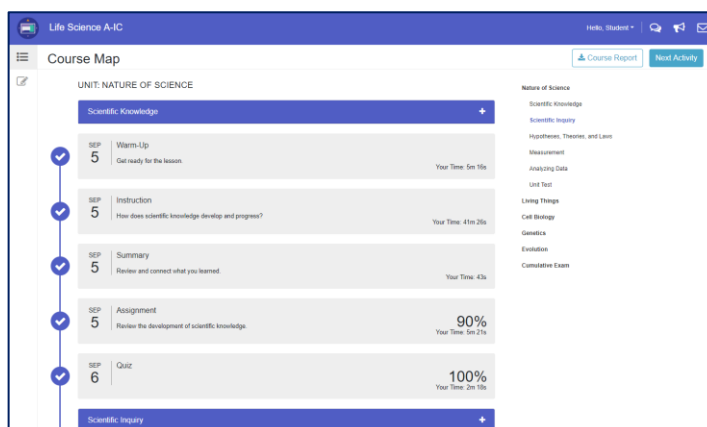 Life Science A-IC
Hello, Student
Course Map
Course Report
Next Activity
UNIT: NATURE OF SCIENCE
Scientific Knowledge
+
SEP
5
Warm-Up
Get ready for the lesson.
Your Time: 5m 16s
SEP
5
Instruction
How does scientific knowledge develop and progress?
Your Time: 41m 26s
SEP
5
Summary
Review and connect what you learned.
Your Time: 43s
SEP
5
Assignment
Review the development of scientific knowledge.
90%
Your Time: 5m 21s
SEP
6
Quiz
100%
Your Time: 2m 18s
Scientific Inquiry
+
Nature of Science
Scientific Knowledge
Scientific Inquiry
Hypotheses, Theories, and Laws
Measurement
Analyzing Data
Unit Test
Living Things
Cell Biology
Genetics
Evolution
Cumulative Exam